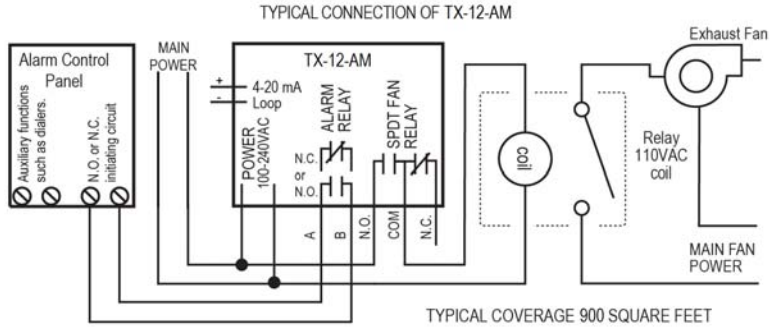 TYPICAL CONNECTION OF TX-12-AM
Alarm Control
Panel
Auxiliary functions
such as dialers.
N.O. or N.C.
initiating circuit
MAIN
POWER
TX-12-AM
+
-
4-20 mA
Loop
POWER
100-240VAC
ALARM
RELAY
N.C.
or
N.O.
SPDT FAN
RELAY
A
B
N.O.
COM
N.C.
coil
Relay
110VAC
coil
Exhaust Fan
MAIN FAN
POWER
TYPICAL COVERAGE 900 SQUARE FEET